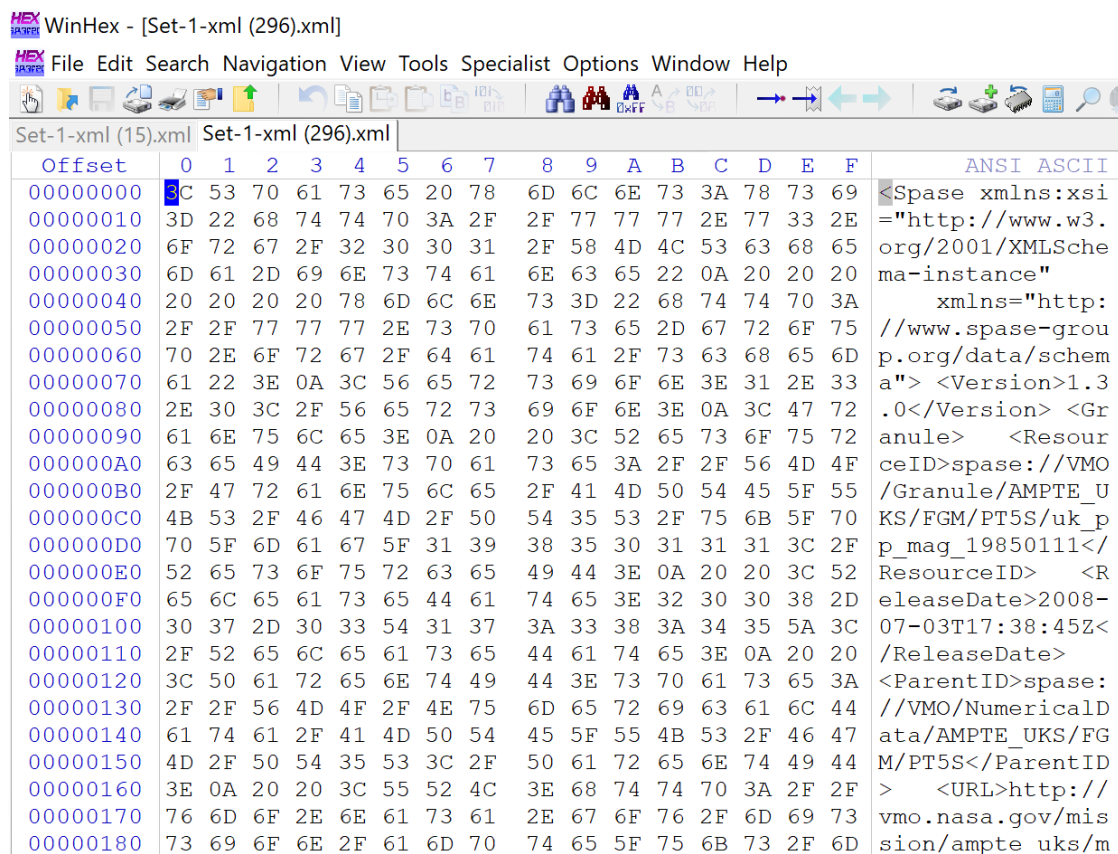 HEX WinHex - [Set-1-xml (296).xml]
HEX File Edit Search Navigation View Tools Specialist Options Window Help
Set-1-xml (15).xml Set-1-xml (296).xml
Offset 0 1 2 3 4 5 6 7 8 9 A B C D E F ANSI ASCII
00000000 3C 53 70 61 73 65 20 78 6D 6C 6E 73 3A 78 73 69 <Spase xmlns:xsi
00000010 3D 22 68 74 74 70 3A 2F 2F 77 77 77 2E 77 33 2E ="http://www.w3.
00000020 6F 72 67 2F 32 30 30 31 2F 58 4D 4C 53 63 68 65 org/2001/XMLSche
00000030 6D 61 2D 69 6E 73 74 61 6E 63 65 22 0A 20 20 20 ma-instance"
00000040 20 20 20 20 78 6D 6C 6E 73 3D 22 68 74 74 70 3A xmlns="http:
00000050 2F 2F 77 77 77 2E 73 70 61 73 65 2D 67 72 6F 75 //www.spase-grou
00000060 70 2E 6F 72 67 2F 64 61 74 61 2F 73 63 68 65 6D p.org/data/schem
00000070 61 22 3E 0A 3C 56 65 72 73 69 6F 6E 3E 31 2E 33 a"> <Version>1.3
00000080 2E 30 3C 2F 56 65 72 73 69 6F 6E 3E 0A 3C 47 72 .0</Version> <Gr
00000090 61 6E 75 6C 65 3E 0A 20 20 3C 52 65 73 6F 75 72 anule> <Resour
000000A0 63 65 49 44 3E 73 70 61 73 65 3A 2F 2F 56 4D 4F ceID>spase://VMO
000000B0 2F 47 72 61 6E 75 6C 65 2F 41 4D 50 54 45 5F 55 /Granule/AMPTE_U
000000C0 4B 53 2F 46 47 4D 2F 50 54 35 53 2F 75 6B 5F 70 KS/FGM/PT5S/uk_p
000000D0 70 5F 6D 61 67 5F 31 39 38 35 30 31 31 31 3C 2F p_mag_19850111</
000000E0 52 65 73 6F 75 72 63 65 49 44 3E 0A 20 20 3C 52 ResourceID> <R
000000F0 65 6C 65 61 73 65 44 61 74 65 3E 32 30 30 38 2D eleaseDate>2008-
00000100 30 37 2D 30 33 54 31 37 3A 33 38 3A 34 35 5A 3C 07-03T17:38:45Z<
00000110 2F 52 65 6C 65 61 73 65 44 61 74 65 3E 0A 20 20 /ReleaseDate>
00000120 3C 50 61 72 65 6E 74 49 44 3E 73 70 61 73 65 3A <ParentID>spase:
00000130 2F 2F 56 4D 4F 2F 4E 75 6D 65 72 69 63 61 6C 44 //VMO/NumericalD
00000140 61 74 61 2F 41 4D 50 54 45 5F 55 4B 53 2F 46 47 ata/AMPTE_UKS/FG
00000150 4D 2F 50 54 35 53 3C 2F 50 61 72 65 6E 74 49 44 M/PT5S</ParentID
00000160 3E 0A 20 20 3C 55 52 4C 3E 68 74 74 70 3A 2F 2F > <URL>http://
00000170 76 6D 6F 2E 6E 61 73 61 2E 67 6F 76 2F 6D 69 73 vmo.nasa.gov/mis
00000180 73 69 6F 6E 2F 61 6D 70 74 65 5F 75 6B 73 2F 6D sion/ampte_uks/m